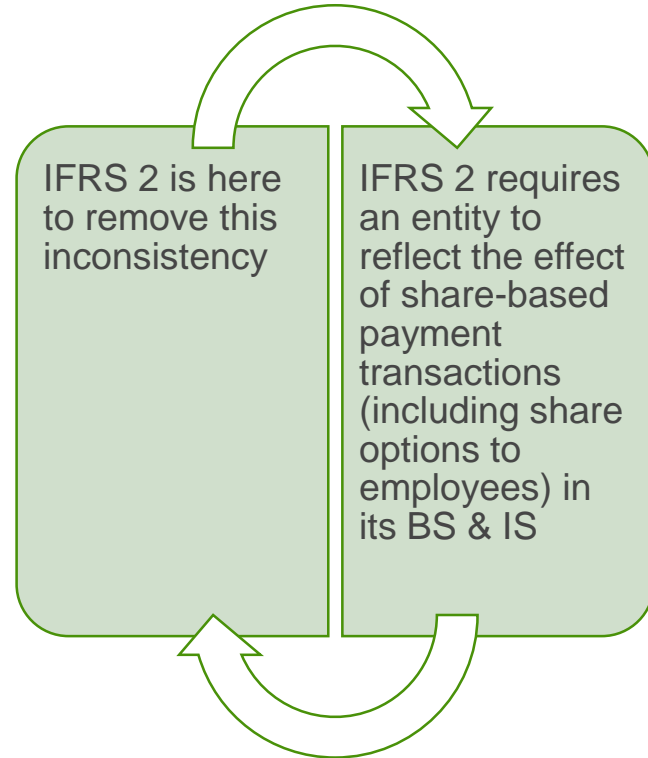 IFRS 2 is here
to remove this
inconsistency
IFRS 2 requires
an entity to
reflect the effect
of share-based
payment
transactions
(including share
options to
employees) in
its BS & IS